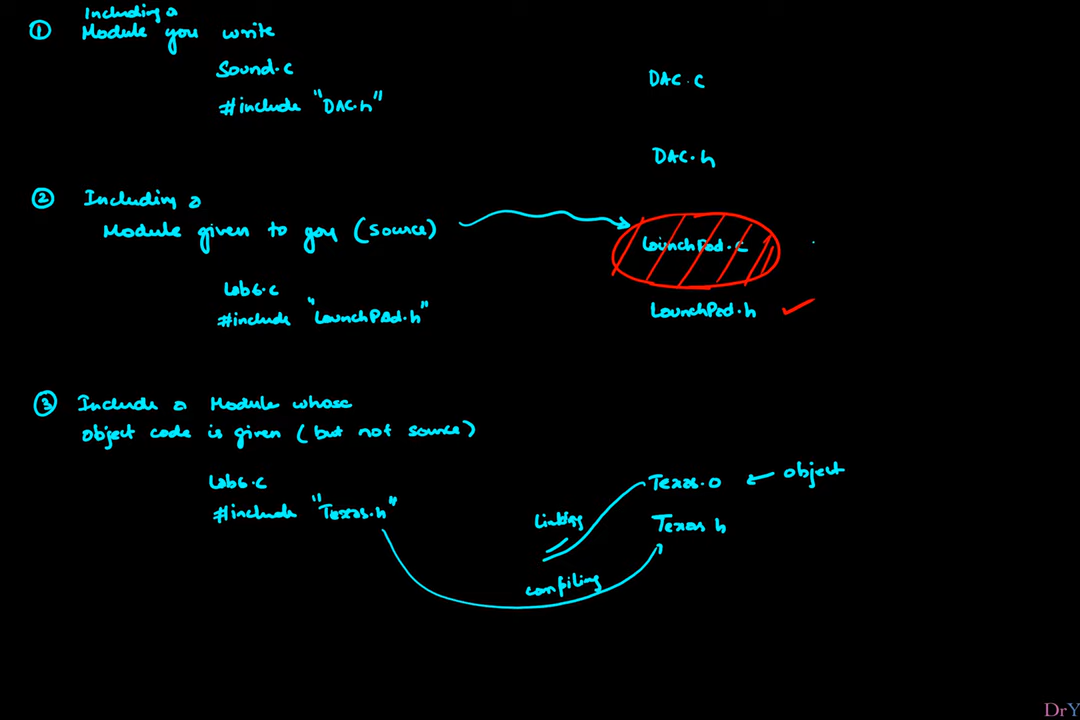 Including a
① Module you write
Sound.c
#include "DAC.h"
DAC.c
DAC.h
② Including a
Module given to you (source)
LaunchPad.c
Lab6.c
#include "LaunchPad.h"
LaunchPad.h
③ Include a Module whose
object code is given (but not source)
Lab6.c
#include "Texas.h"
Texas.o ← object
Texas h
Linking
compiling
DrY